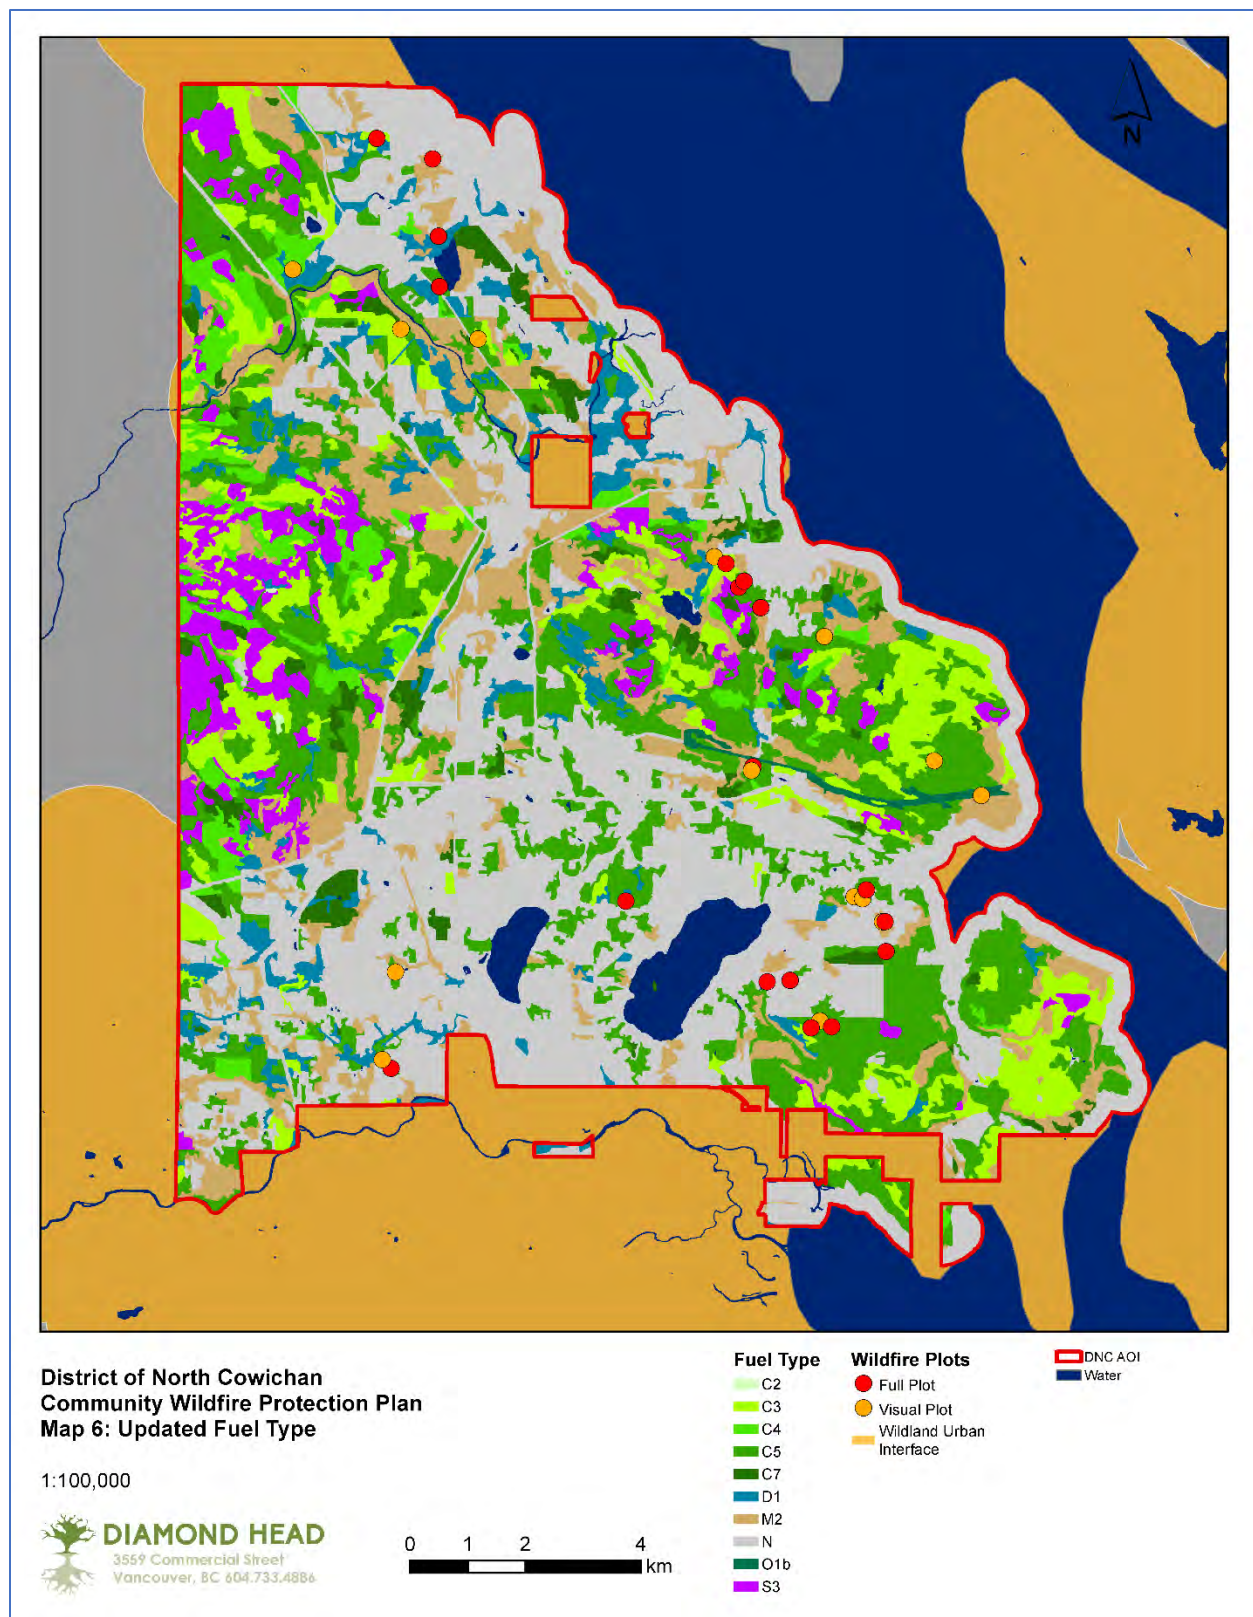 N
District of North Cowichan
Community Wildfire Protection Plan
Map 6: Updated Fuel Type
1:100,000
DIAMOND HEAD
3559 Commercial Street
Vancouver, BC 604.733.4886
0 1 2 4
km
Fuel Type
C2
C3
C4
C5
C7
D1
M2
N
O1b
S3
Wildfire Plots
Full Plot
Visual Plot
Wildland Urban
Interface
DNC AOI
Water